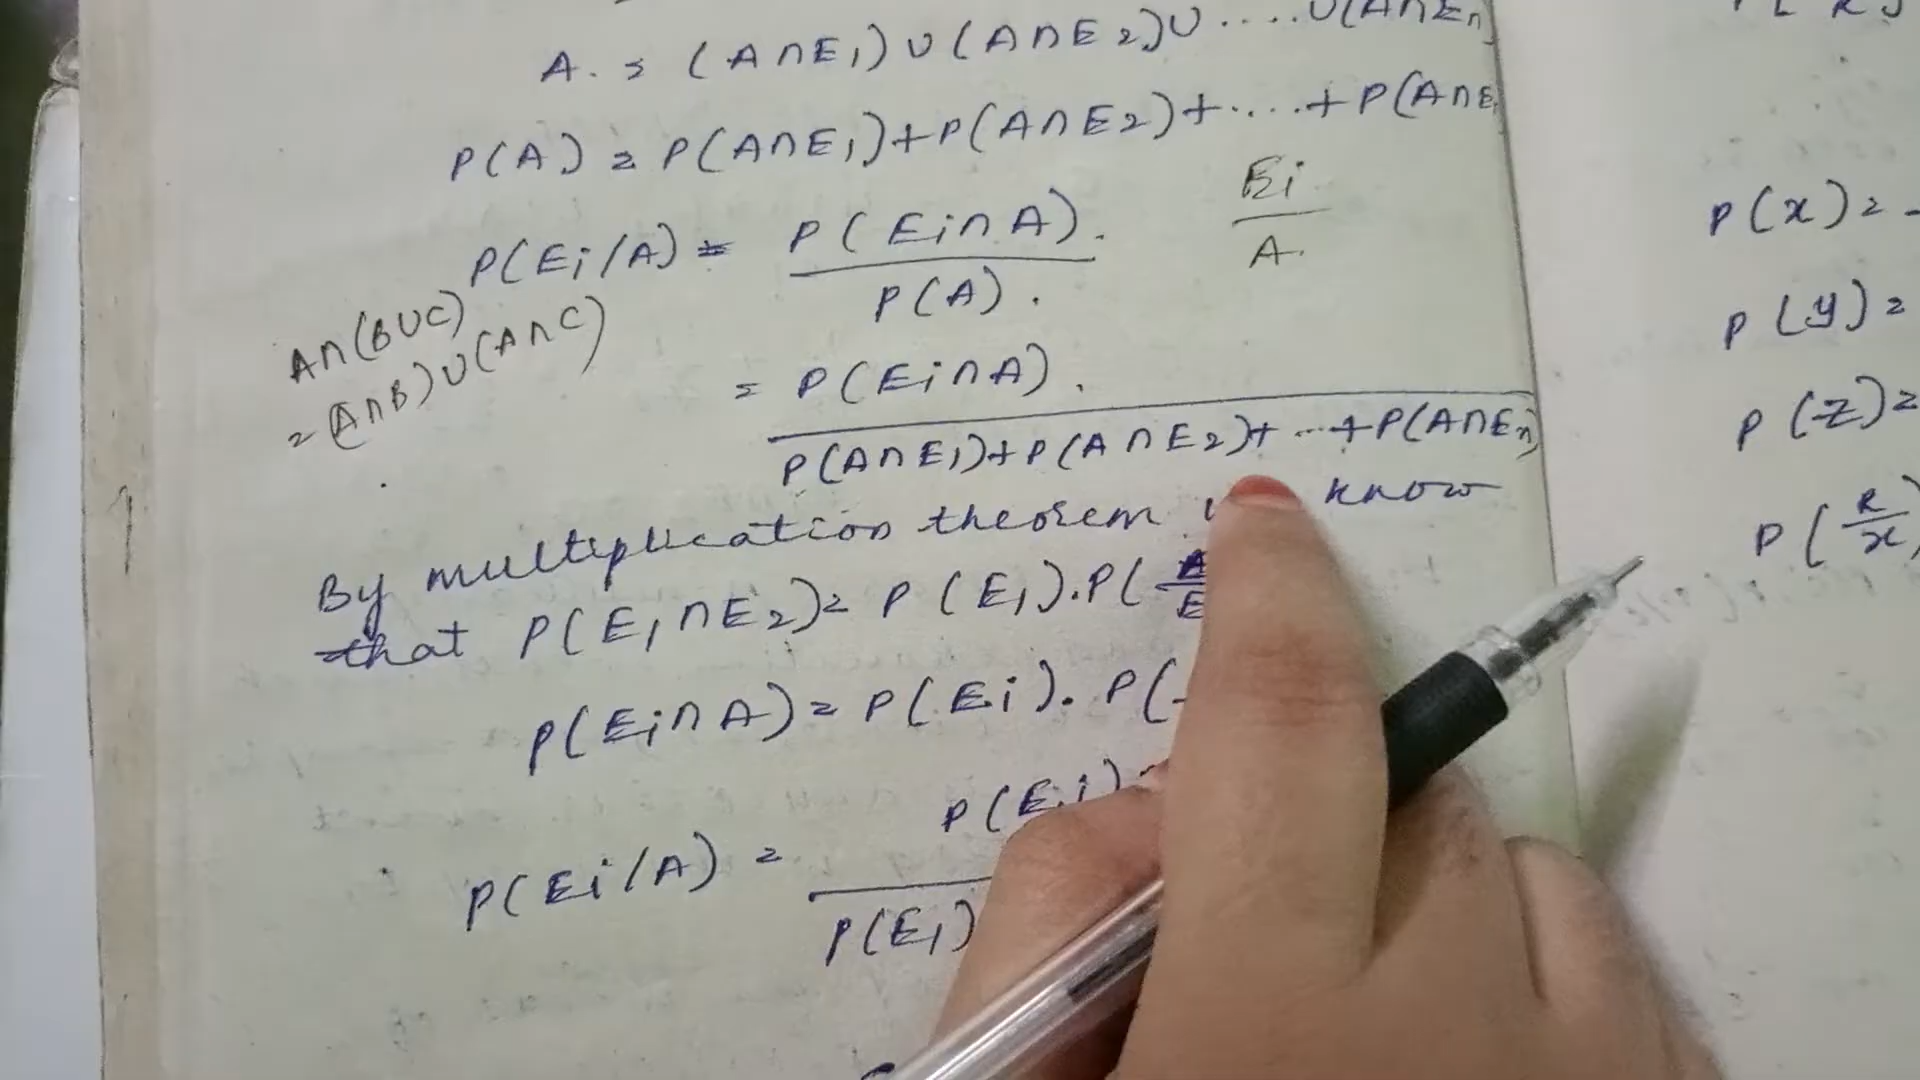 A. = (A∩E₁) ∪ (A∩E₂) ∪ ....∪(A∩Eₙ
P(A) = P(A∩E₁)+P(A∩E₂)+....+P(A∩E
P(Ei/A) = P(Ei∩A). / P(A).
Ei / A.
A∩(B∪C)
= (A∩B)∪(A∩C)
= P(Ei∩A). / P(A∩E₁)+P(A∩E₂)+...+P(A∩Eₙ)
By multiplication theorem know
that P(E₁∩E₂)= P(E₁).P(
P(Ei∩A)= P(Ei). P(
P(Ei/A) = P(Ei) / P(E₁)
P(x)=
P(y)=
P(z)=
P(R/x)